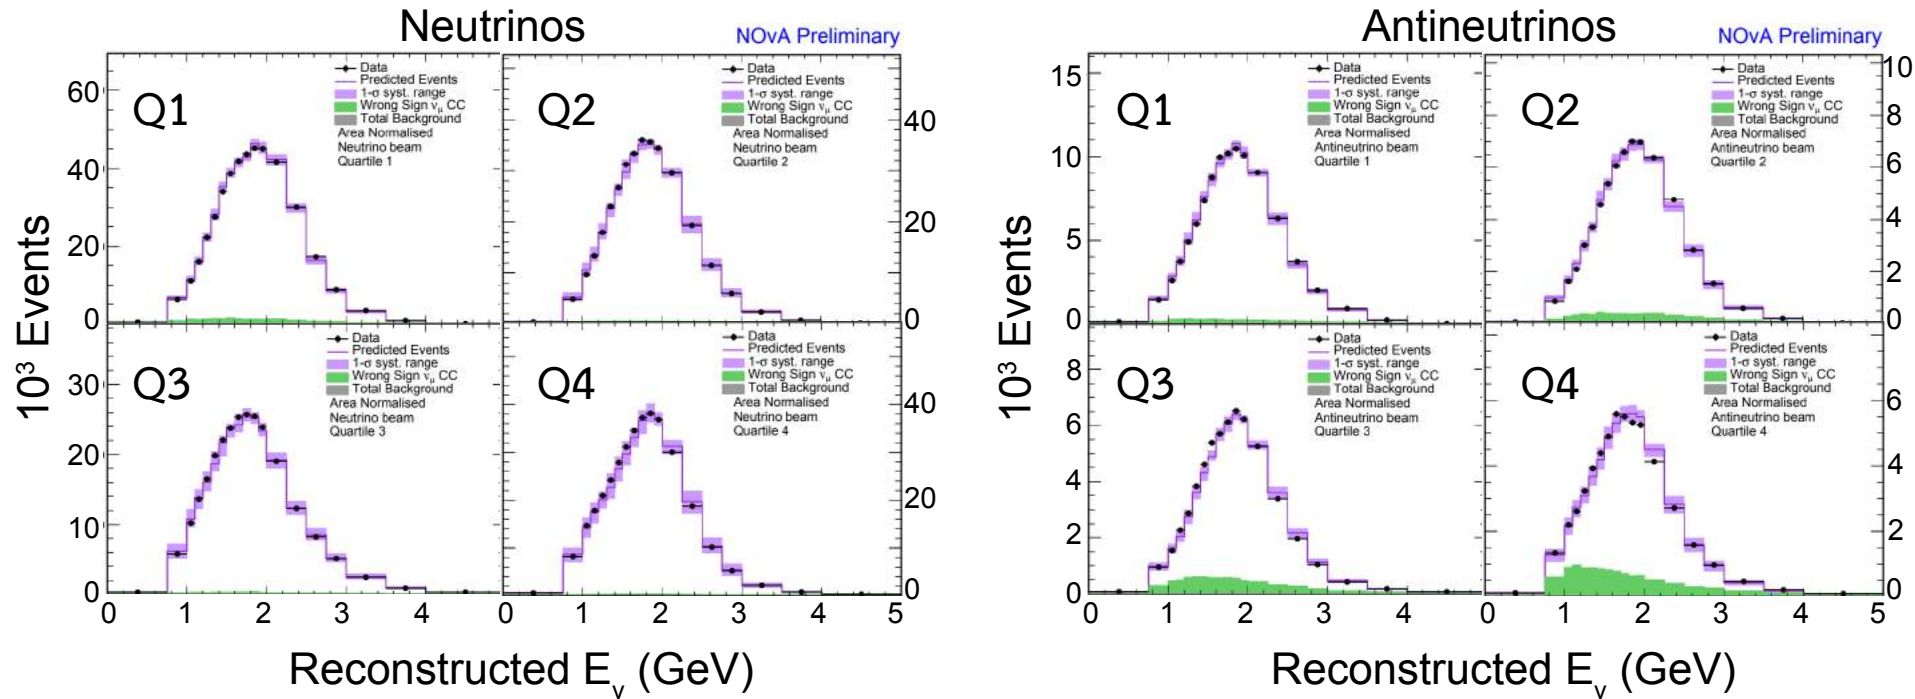 Neutrinos
NOvA Preliminary
10³ Events
60
40
20
0
Q1
Data
Predicted Events
1-σ syst. range
Wrong Sign νμ CC
Total Background
Area Normalised
Neutrino beam
Quartile 1
Q2
Data
Predicted Events
1-σ syst. range
Wrong Sign νμ CC
Total Background
Area Normalised
Neutrino beam
Quartile 2
40
20
0
30
20
10
0
Q3
Data
Predicted Events
1-σ syst. range
Wrong Sign νμ CC
Total Background
Area Normalised
Neutrino beam
Quartile 3
Q4
Data
Predicted Events
1-σ syst. range
Wrong Sign νμ CC
Total Background
Area Normalised
Neutrino beam
Quartile 4
40
20
0
0 1 2 3 4 0 1 2 3 4 5
Reconstructed Eν (GeV)
Antineutrinos
NOvA Preliminary
10³ Events
15
10
5
0
Q1
Data
Predicted Events
1-σ syst. range
Wrong Sign νμ CC
Total Background
Area Normalised
Antineutrino beam
Quartile 1
Q2
Data
Predicted Events
1-σ syst. range
Wrong Sign νμ CC
Total Background
Area Normalised
Antineutrino beam
Quartile 2
10
8
6
4
2
0
8
6
4
2
0
Q3
Data
Predicted Events
1-σ syst. range
Wrong Sign νμ CC
Total Background
Area Normalised
Antineutrino beam
Quartile 3
Q4
Data
Predicted Events
1-σ syst. range
Wrong Sign νμ CC
Total Background
Area Normalised
Antineutrino beam
Quartile 4
6
4
2
0
0 1 2 3 4 0 1 2 3 4 5
Reconstructed Eν (GeV)